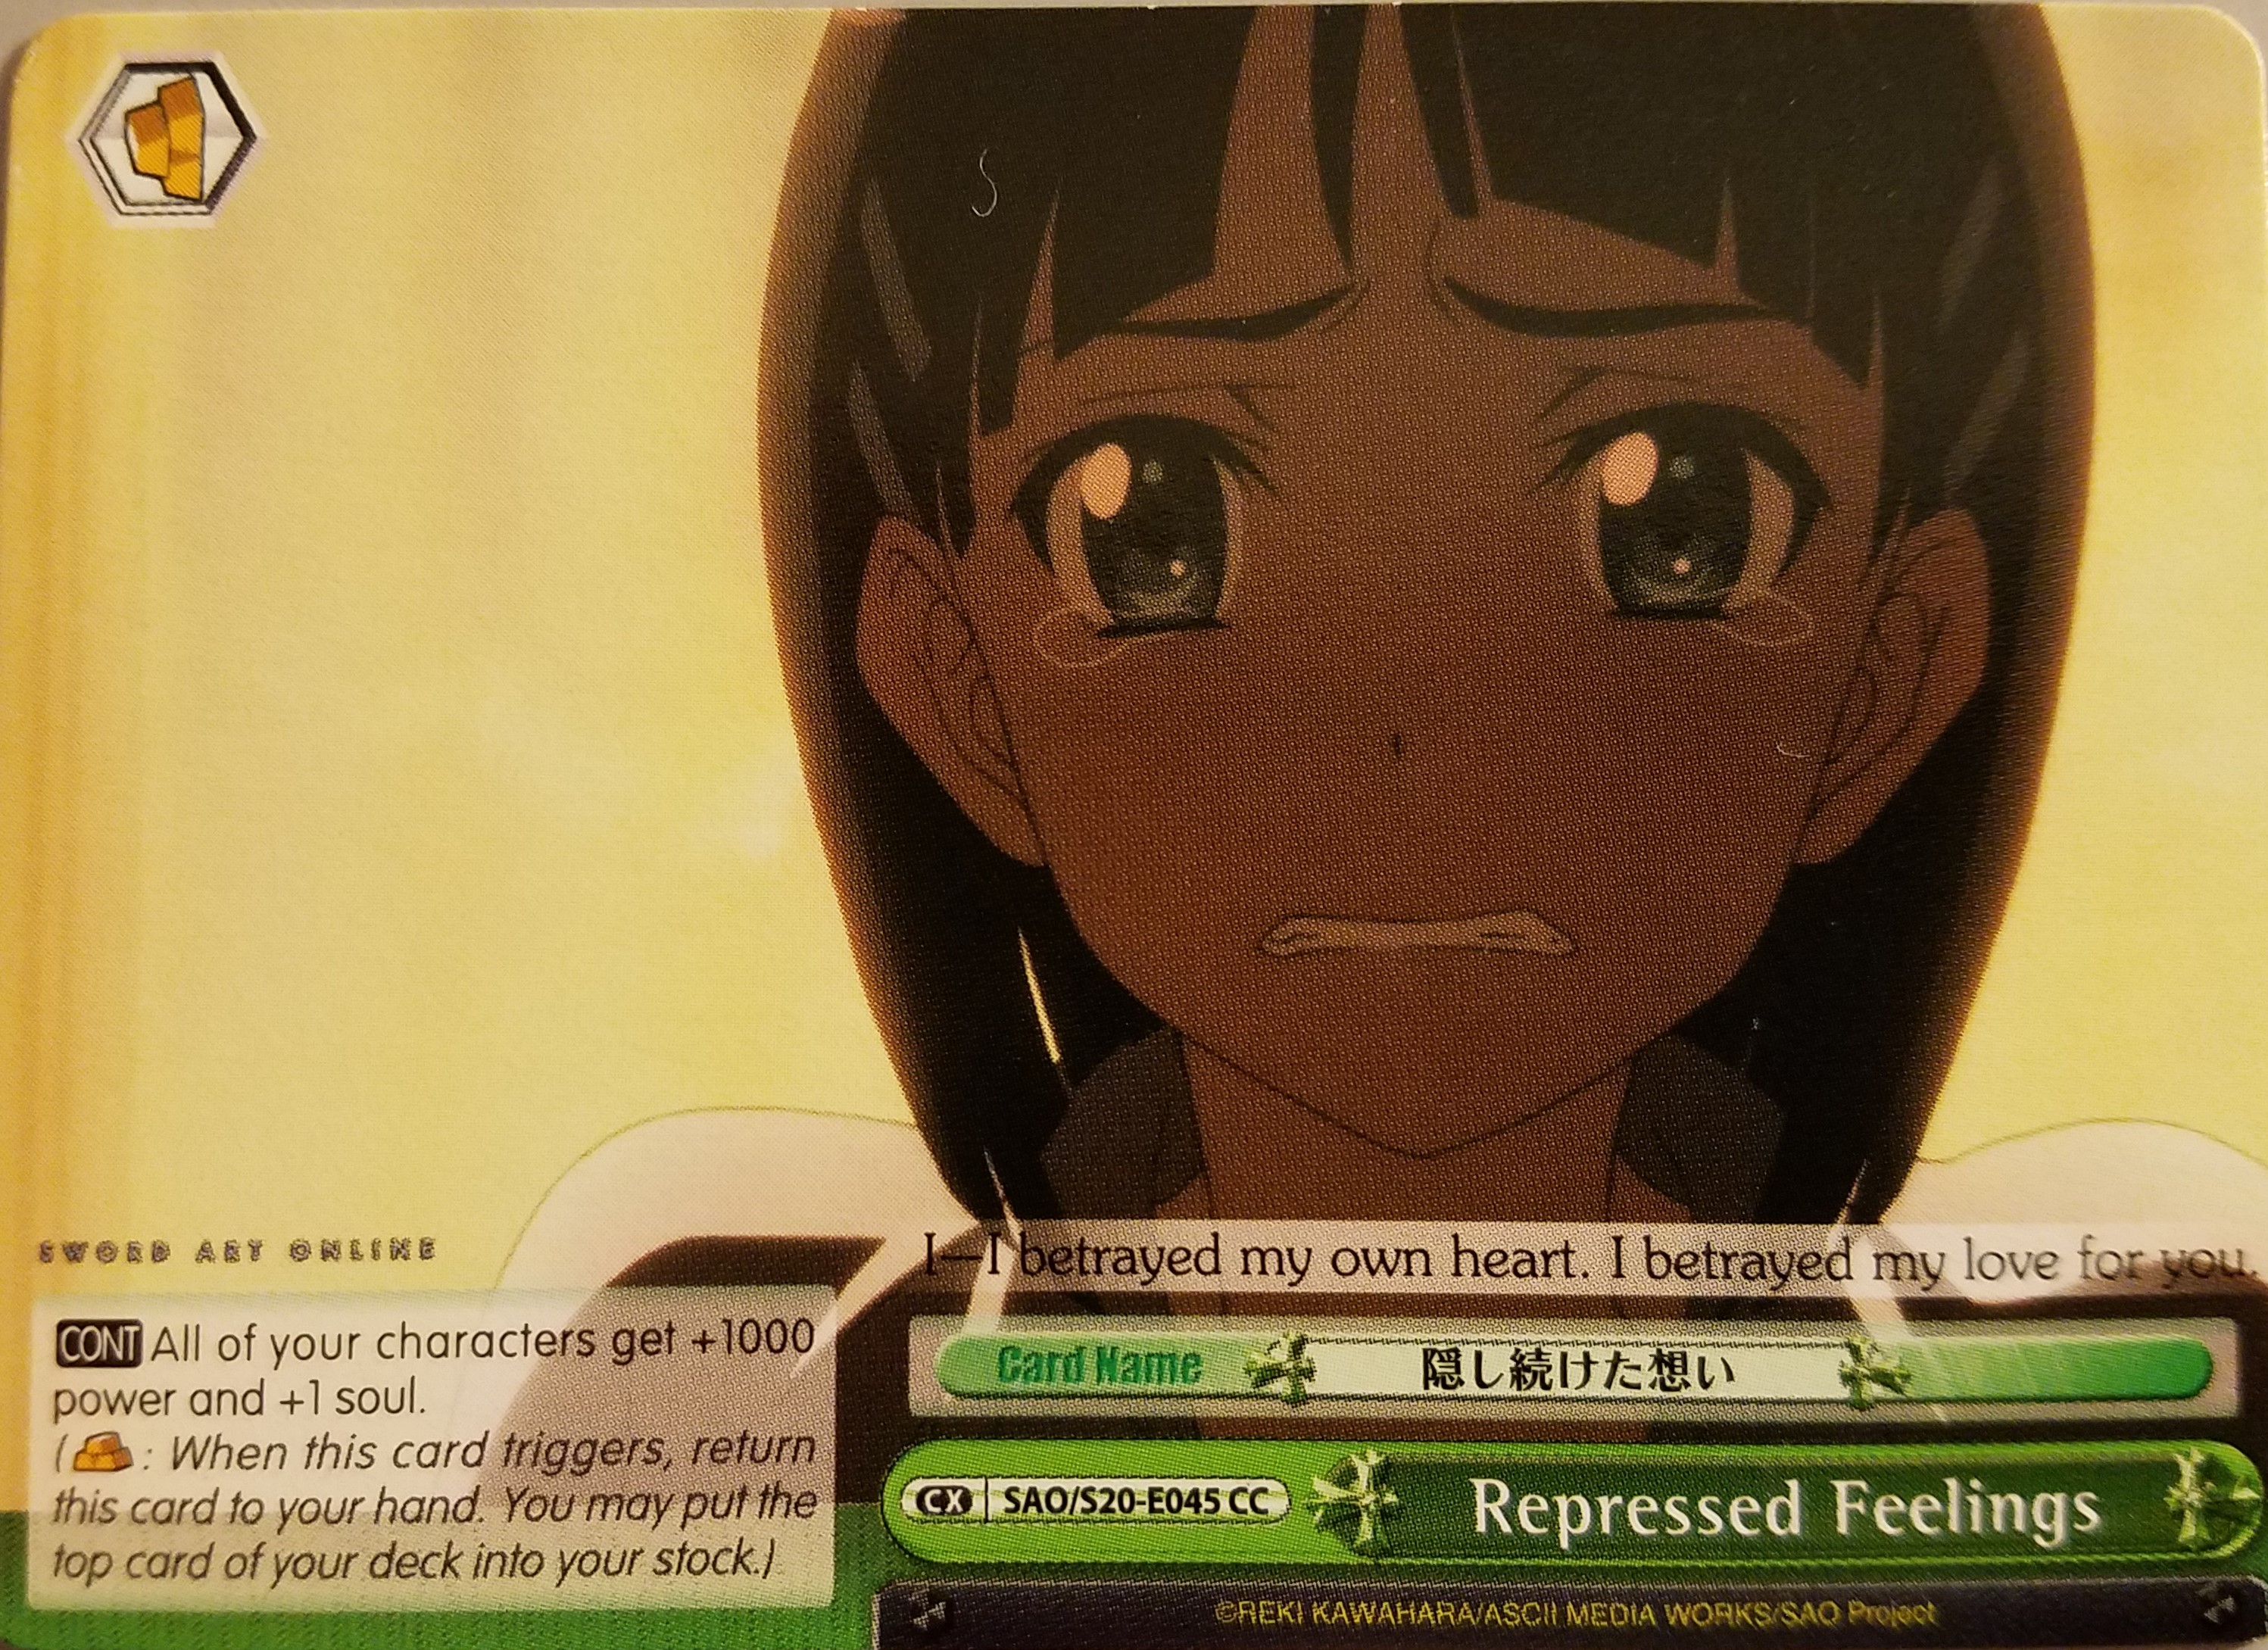 SWORD ART ONLINE
I—I betrayed my own heart. I betrayed my love for you.
CONT All of your characters get +1000
power and +1 soul.
( : When this card triggers, return
this card to your hand. You may put the
top card of your deck into your stock.)
Card Name 隠し続けた想い
CX SAO/S20-E045 CC Repressed Feelings
©REKI KAWAHARA/ASCII MEDIA WORKS/SAO Project